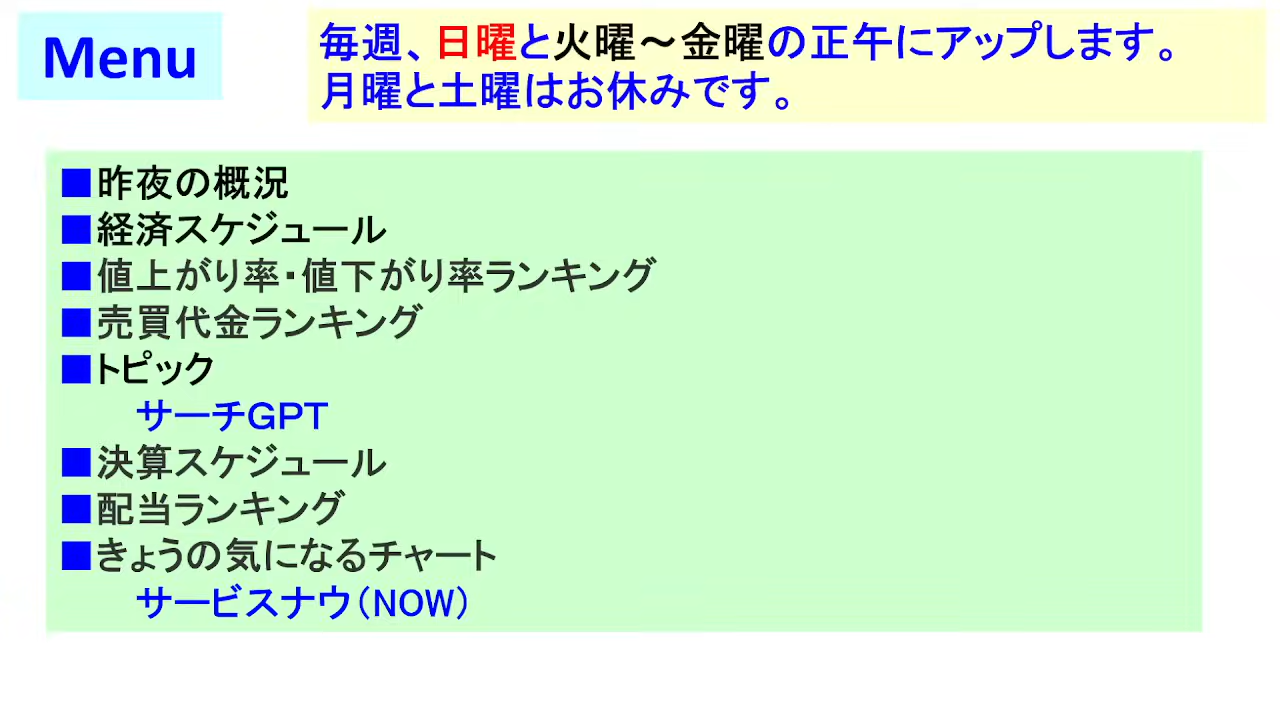 Menu
毎週、日曜と火曜～金曜の正午にアップします。
月曜と土曜はお休みです。
■昨夜の概況
■経済スケジュール
■値上がり率・値下がり率ランキング
■売買代金ランキング
■トピック
サーチGPT
■決算スケジュール
■配当ランキング
■きょうの気になるチャート
サービスナウ（NOW）